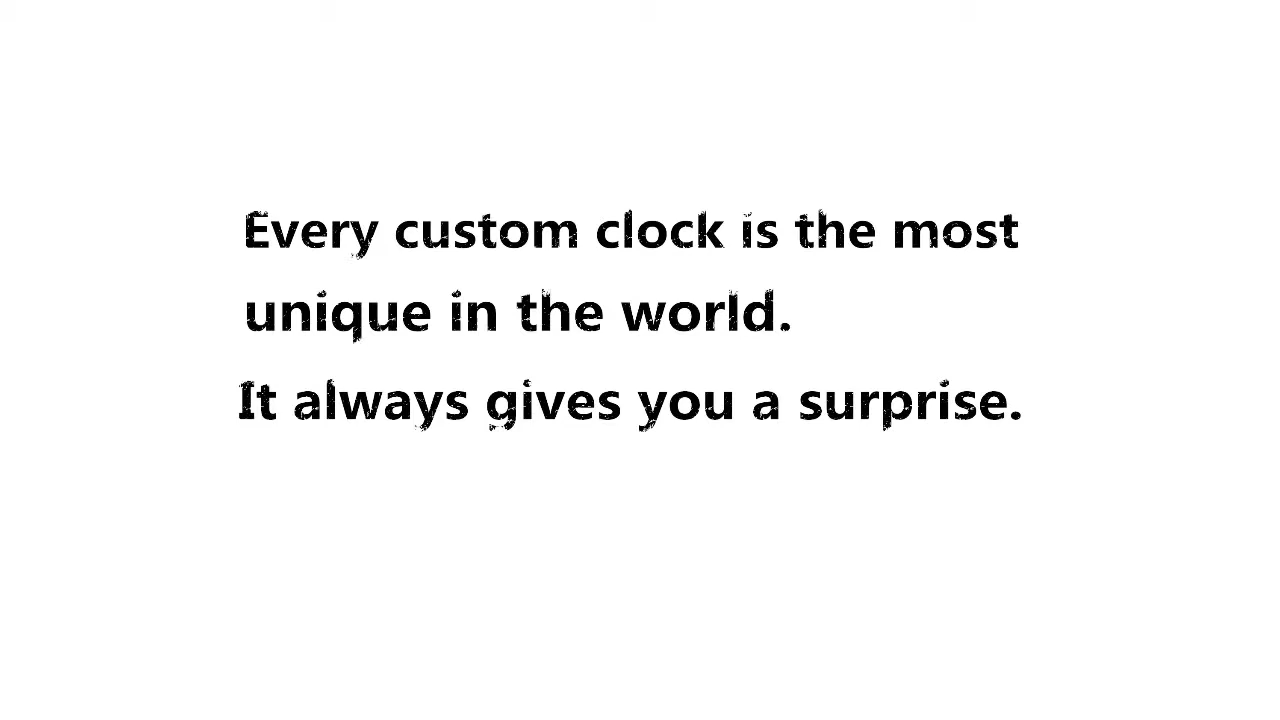 Every custom clock is the most
unique in the world.
It always gives you a surprise.